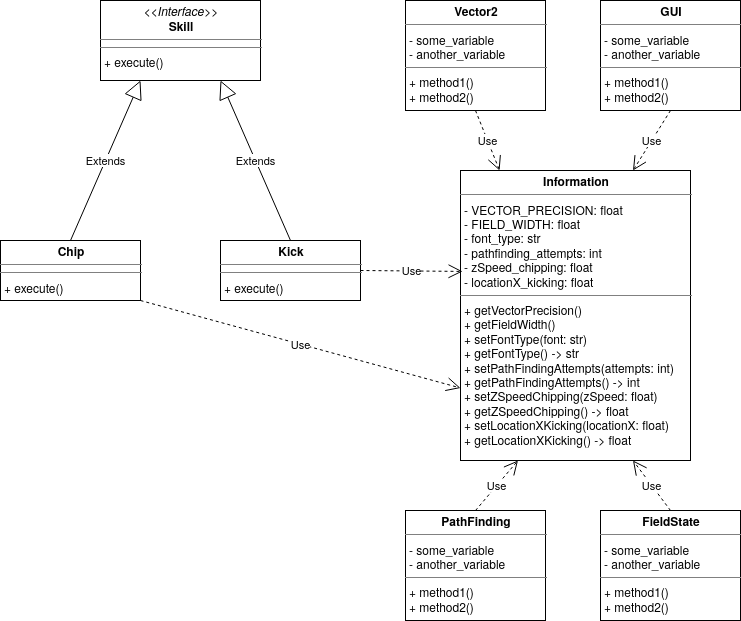 <<Interface>>
Skill
+ execute()
Vector2
- some_variable
- another_variable
+ method1()
+ method2()
GUI
- some_variable
- another_variable
+ method1()
+ method2()
Extends
Extends
Use
Use
Information
- VECTOR_PRECISION: float
- FIELD_WIDTH: float
- font_type: str
- pathfinding_attempts: int
- zSpeed_chipping: float
- locationX_kicking: float
+ getVectorPrecision()
+ getFieldWidth()
+ setFontType(font: str)
+ getFontType() -> str
+ setPathFindingAttempts(attempts: int)
+ getPathFindingAttempts() -> int
+ setZSpeedChipping(zSpeed: float)
+ getZSpeedChipping() -> float
+ setLocationXKicking(locationX: float)
+ getLocationXKicking() -> float
Chip
+ execute()
Kick
+ execute()
Use
Use
Use
Use
PathFinding
- some_variable
- another_variable
+ method1()
+ method2()
FieldState
- some_variable
- another_variable
+ method1()
+ method2()